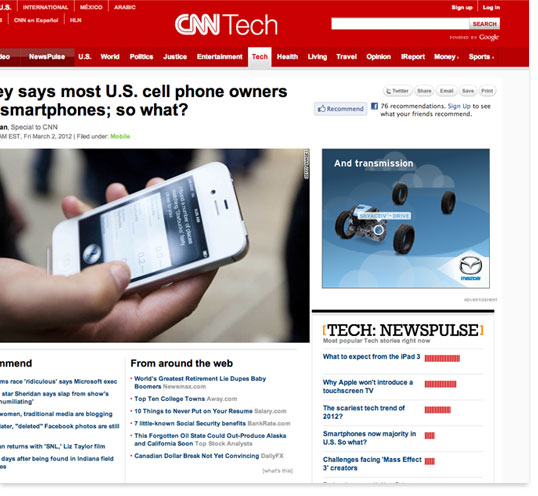 U.S. INTERNATIONAL MÉXICO ARABIC
CNN en Español HLN
CNN Tech
Sign up Log in
SEARCH
POWERED BY Google
NewsPulse U.S. World Politics Justice Entertainment Tech Health Living Travel Opinion iReport Money Sports
ey says most U.S. cell phone owners
smartphones; so what?
an, Special to CNN
AM EST, Fri March 2, 2012 | Filed under: Mobile
Twitter Share Email Save Print
Recommend
76 recommendations. Sign Up to see
what your friends recommend.
And transmission
SKYACTIV-DRIVE
mazda
ADVERTISEMENT
TECH: NEWSPULSE
Most popular Tech stories right now
What to expect from the iPad 3
Why Apple won't introduce a
touchscreen TV
The scariest tech trend of
2012?
Smartphones now majority in
U.S. So what?
Challenges facing 'Mass Effect
3' creators
mmend
ms race 'ridiculous' says Microsoft exec
star Sheridan says slap from show's
humiliating'
women, traditional media are blogging
later, "deleted" Facebook photos are still
an returns with 'SNL,' Liz Taylor film
days after being found in Indiana field
From around the web
World's Greatest Retirement Lie Dupes Baby
Boomers Newsmax.com
Top Ten College Towns Away.com
10 Things to Never Put on Your Resume Salary.com
7 little-known Social Security benefits BankRate.com
This Forgotten Oil State Could Out-Produce Alaska
and California Soon Top Stock Analysts
Canadian Dollar Break Not Yet Convincing DailyFX
[what's this]